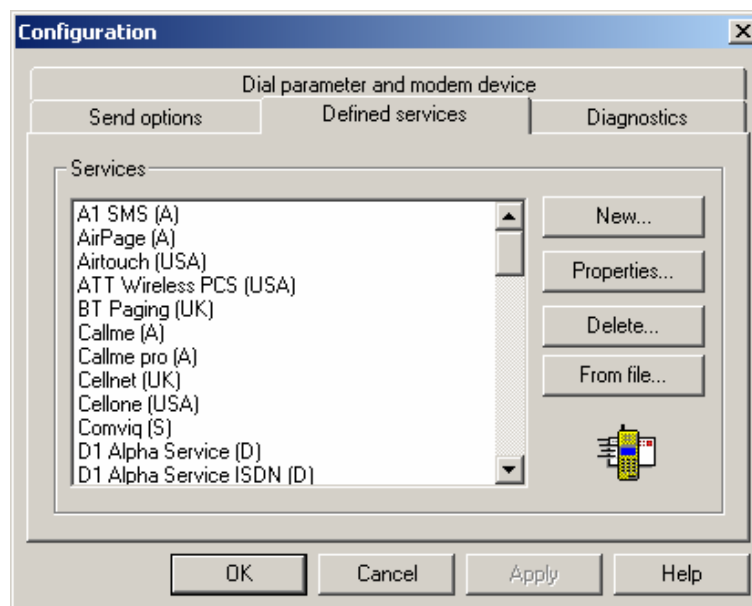 Configuration
Dial parameter and modem device
Send options
Defined services
Diagnostics
Services
A1 SMS (A)
AirPage (A)
Airtouch (USA)
ATT Wireless PCS (USA)
BT Paging (UK)
Callme (A)
Callme pro (A)
Cellnet (UK)
Cellone (USA)
Comviq (S)
D1 Alpha Service (D)
D1 Alpha Service ISDN (D)
New...
Properties...
Delete...
From file...
OK
Cancel
Apply
Help